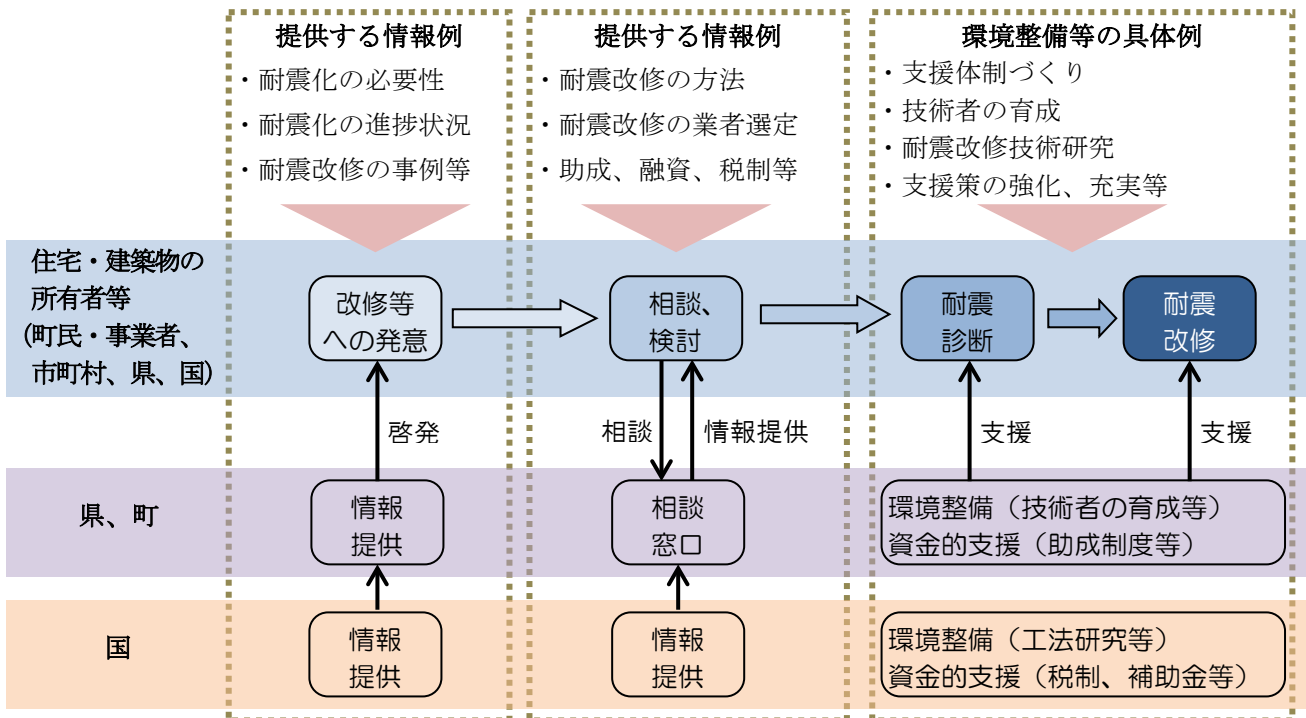 提供する情報例
・耐震化の必要性
・耐震化の進捗状況
・耐震改修の事例等
提供する情報例
・耐震改修の方法
・耐震改修の業者選定
・助成、融資、税制等
環境整備等の具体例
・支援体制づくり
・技術者の育成
・耐震改修技術研究
・支援策の強化、充実等
住宅・建築物の
所有者等
(町民・事業者、
市町村、県、国)
改修等
への発意
相談、
検討
耐震
診断
耐震
改修
啓発
相談
情報提供
支援
支援
県、町
情報
提供
相談
窓口
環境整備（技術者の育成等）
資金的支援（助成制度等）
国
情報
提供
情報
提供
環境整備（工法研究等）
資金的支援（税制、補助金等）